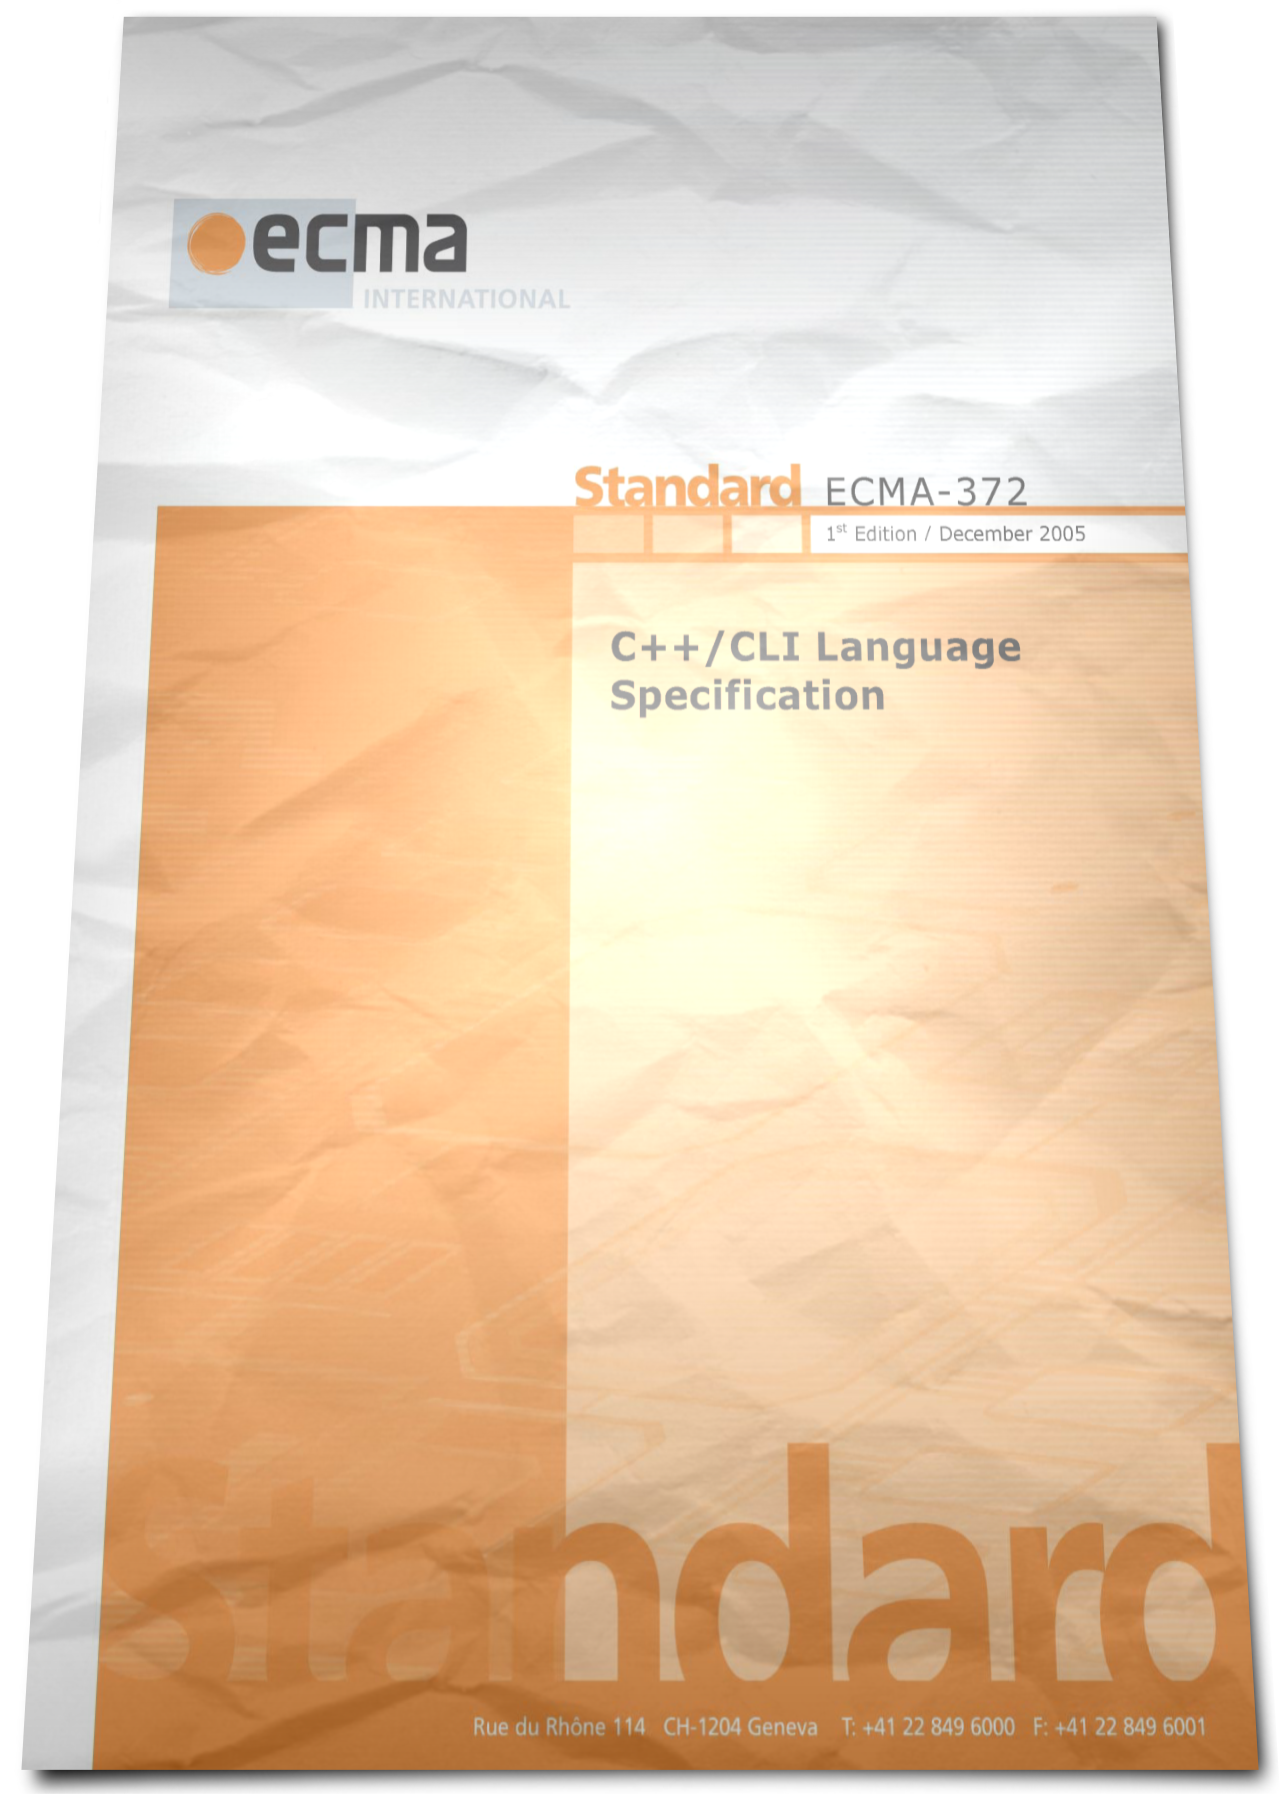 ecma
INTERNATIONAL
Standard ECMA-372
1st Edition / December 2005
C++/CLI Language
Specification
Standard
Rue du Rhône 114 CH-1204 Geneva T: +41 22 849 6000 F: +41 22 849 6001